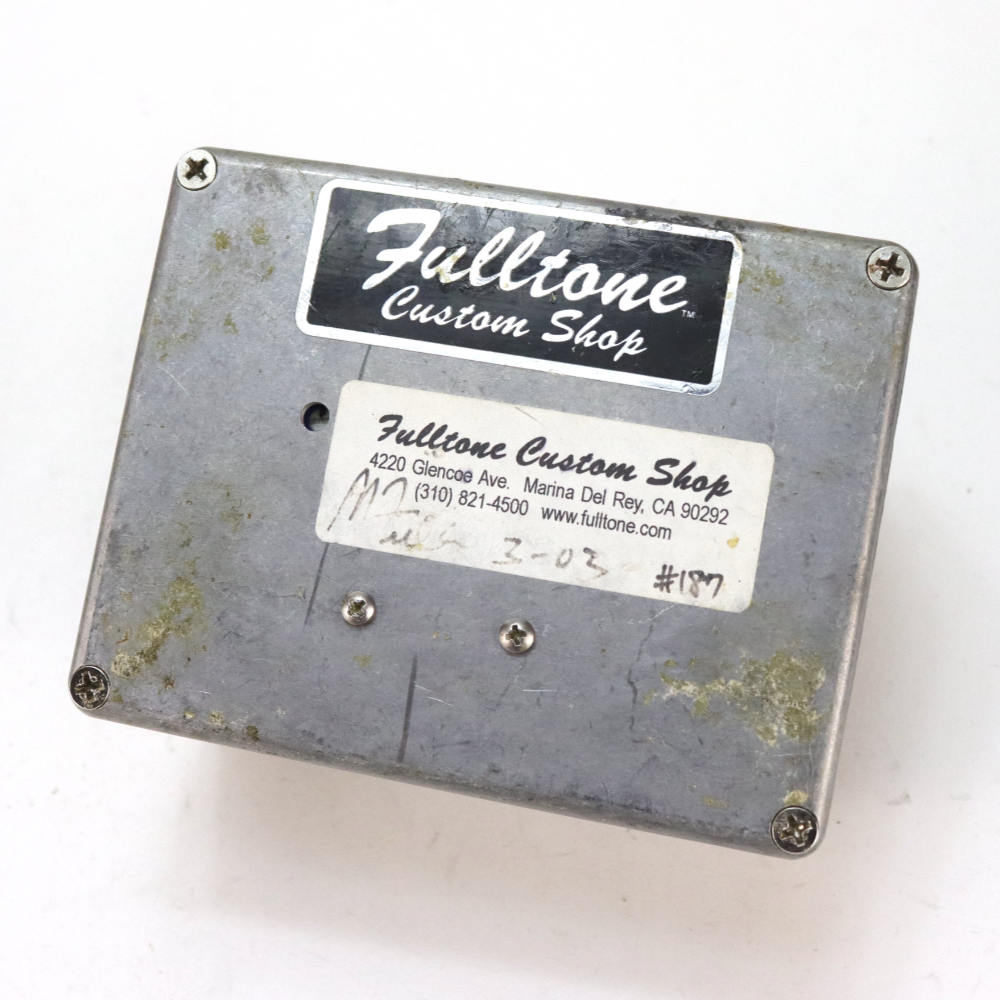 Fulltone™
Custom Shop
Fulltone Custom Shop
4220 Glencoe Ave. Marina Del Rey, CA 90292
(310) 821-4500 www.fulltone.com
3-03
#187